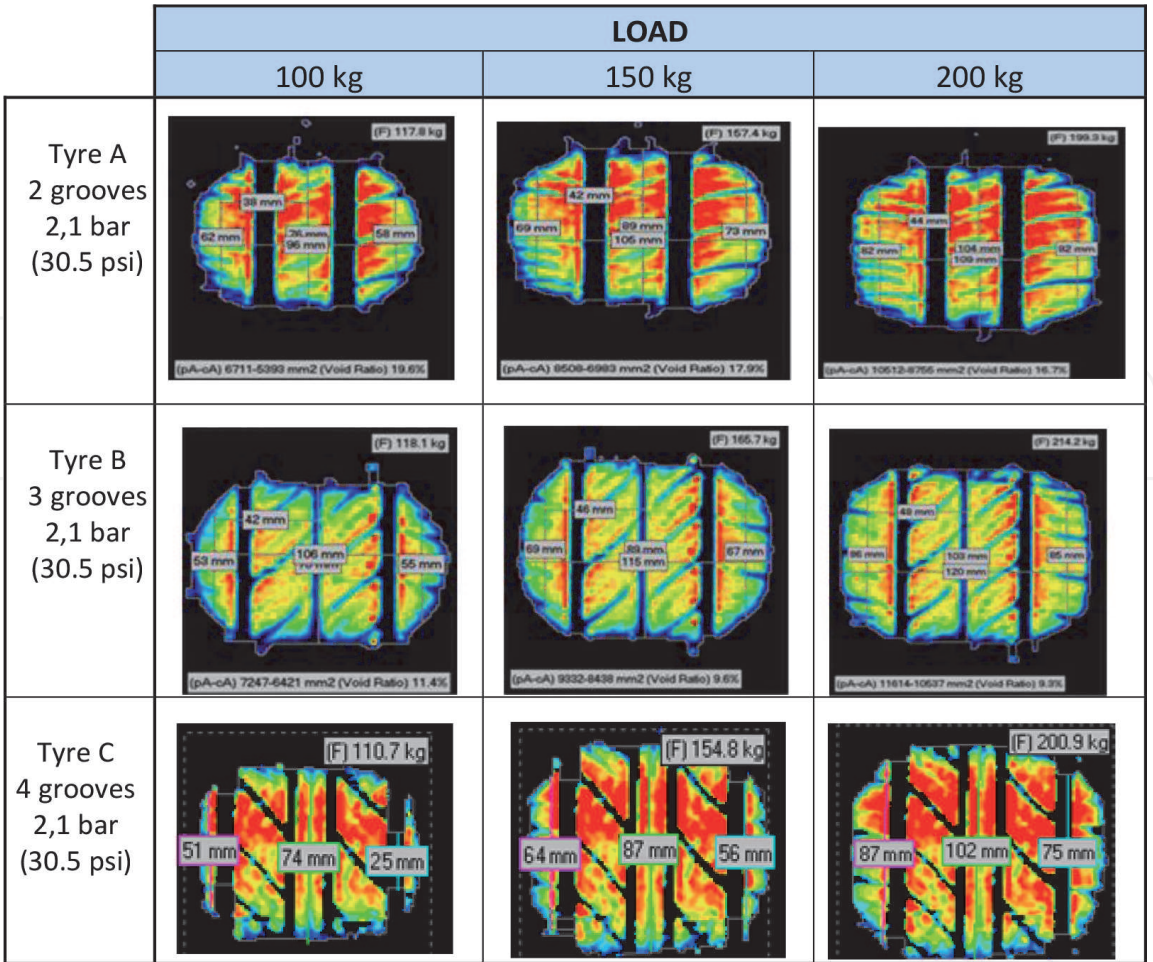 LOAD
100 kg
150 kg
200 kg
Tyre A
2 grooves
2,1 bar
(30.5 psi)
(F) 117.8 kg
38 mm
62 mm
58 mm
96 mm
(pA-cA) 6711-5393 mm2 (Void Ratio) 19.6%
(F) 157.4 kg
42 mm
69 mm
89 mm
73 mm
105 mm
(pA-cA) 8508-6983 mm2 (Void Ratio) 17.9%
(F) 199.3 kg
44 mm
82 mm
104 mm
82 mm
109 mm
(pA-cA) 10512-8755 mm2 (Void Ratio) 16.7%
Tyre B
3 grooves
2,1 bar
(30.5 psi)
(F) 118.1 kg
42 mm
53 mm
106 mm
55 mm
(pA-cA) 7247-6421 mm2 (Void Ratio) 11.4%
(F) 165.7 kg
46 mm
69 mm
89 mm
67 mm
115 mm
(pA-cA) 9332-8438 mm2 (Void Ratio) 9.6%
(F) 214.2 kg
48 mm
86 mm
103 mm
85 mm
120 mm
(pA-cA) 11614-10537 mm2 (Void Ratio) 9.3%
Tyre C
4 grooves
2,1 bar
(30.5 psi)
(F) 110.7 kg
51 mm
74 mm
25 mm
(F) 154.8 kg
64 mm
87 mm
56 mm
(F) 200.9 kg
87 mm
102 mm
75 mm